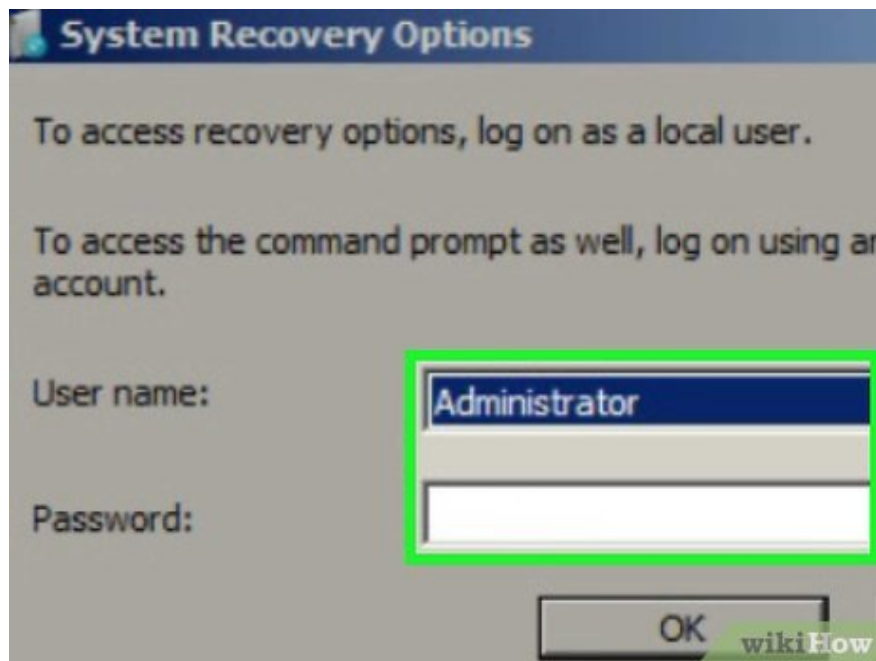 System Recovery Options
To access recovery options, log on as a local user.
To access the command prompt as well, log on using
account.
User name:
Administrator
Password:
OK
wikiHow